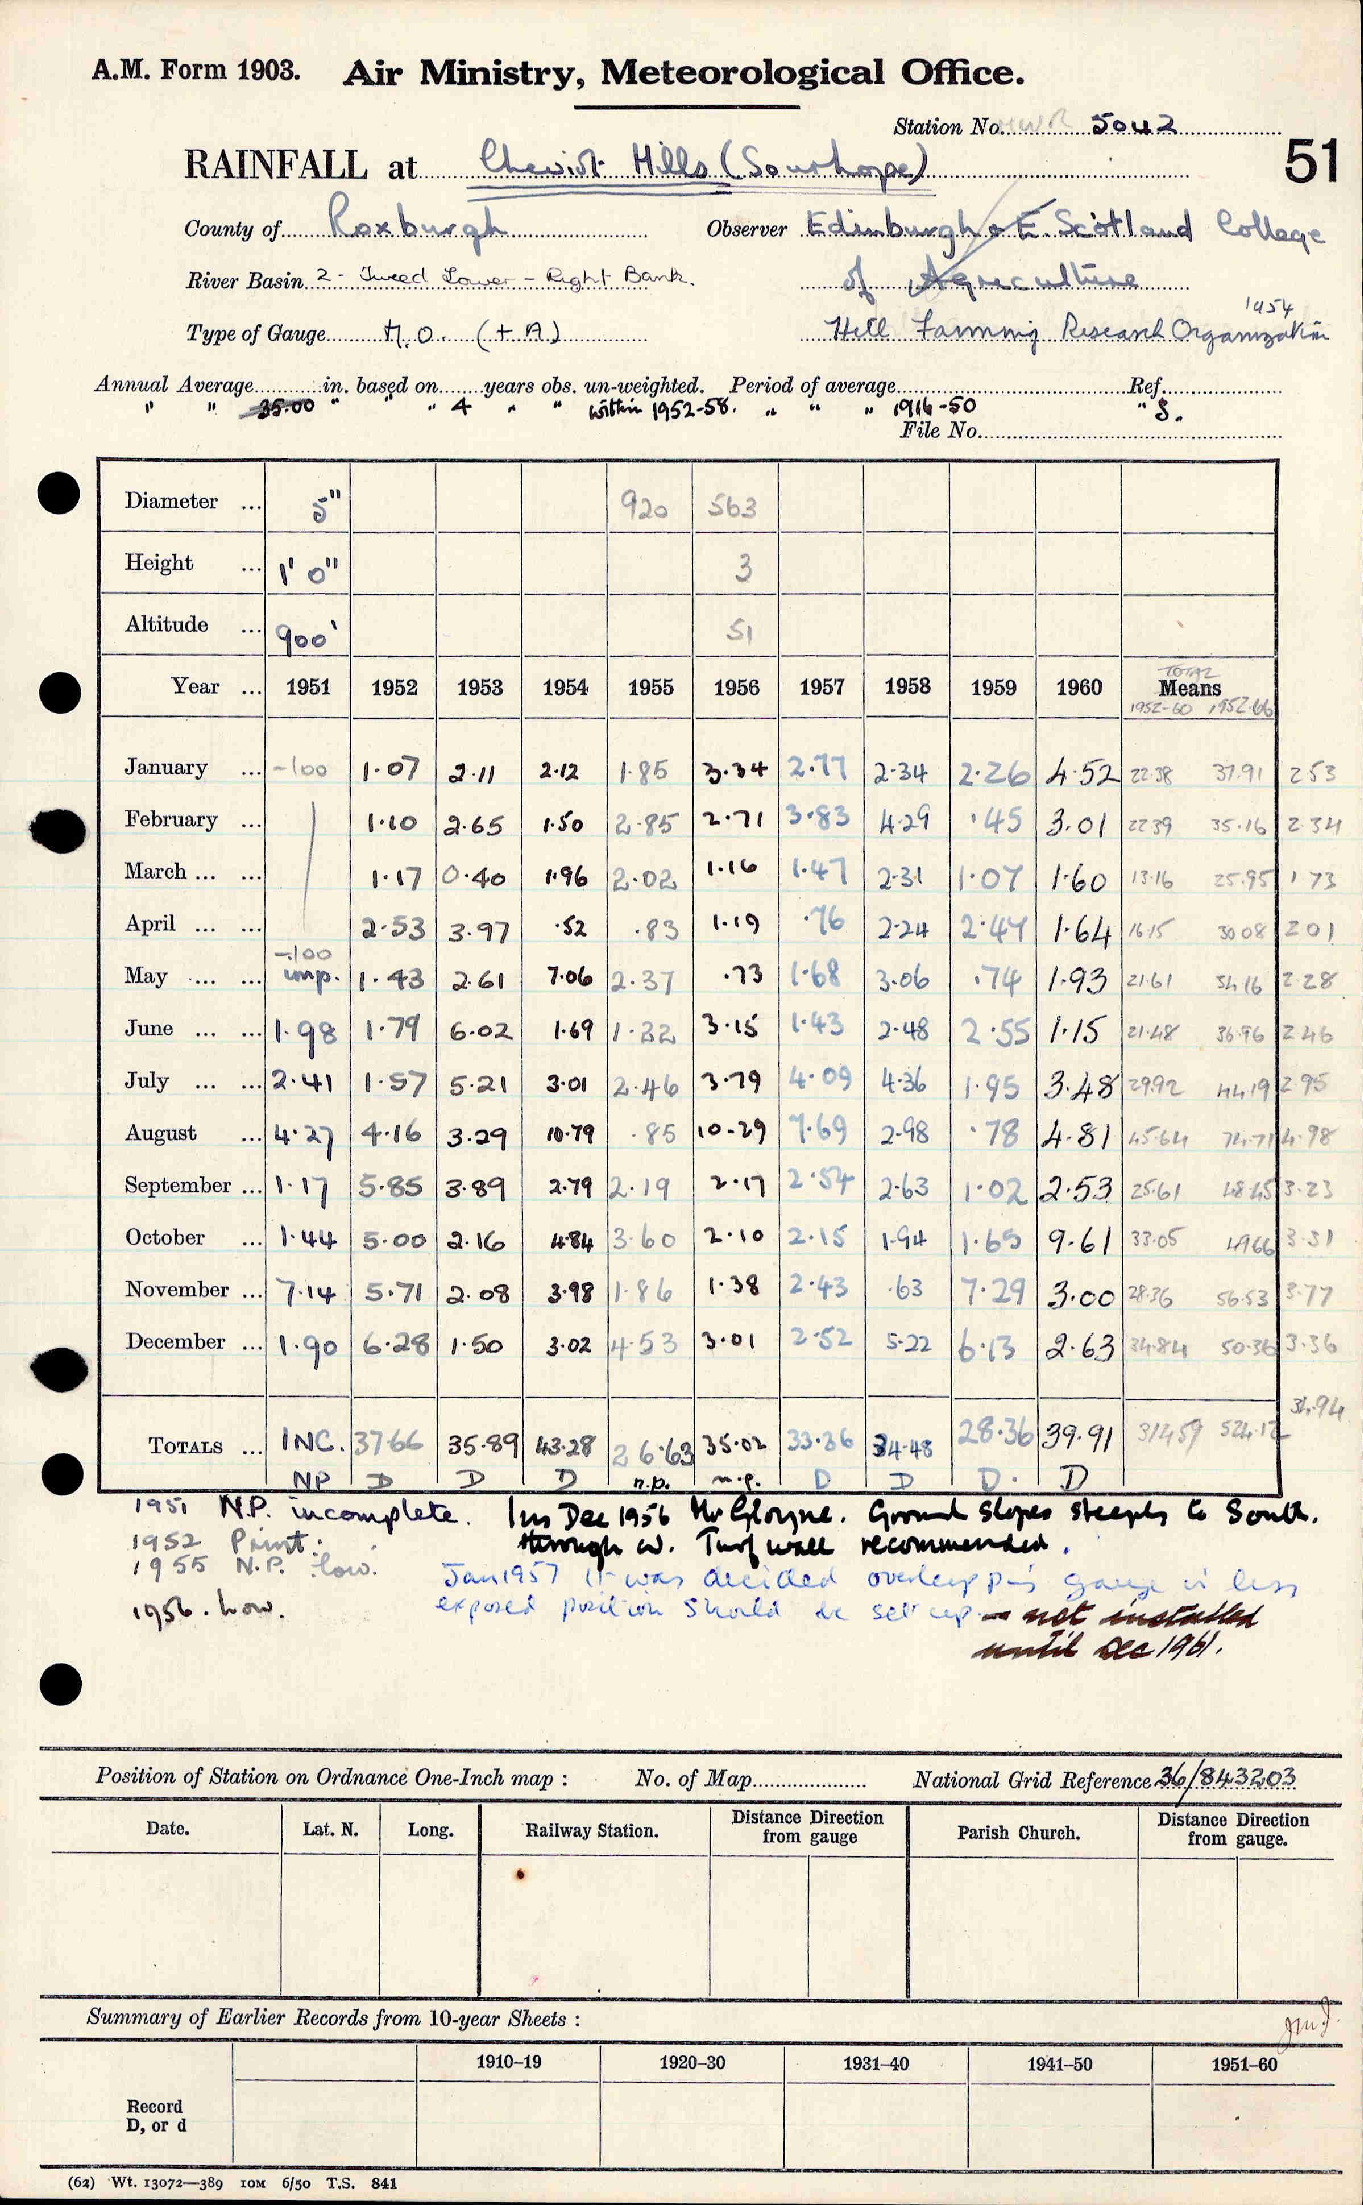 A.M. Form 1903. Air Ministry, Meteorological Office.
Station No. HWR 5042
51
RAINFALL at Cheviot Hills (Sourhope)
County of Roxburgh Observer Edinburgh & E. Scotland College
River Basin 2 - Tweed Lower - Right Bank. of Agriculture
1954
Type of Gauge M.O. (+A) Hill Farming Research Organization
Annual Average in. based on years obs. un-weighted. Period of average Ref.
" " 35.00 " " " 4 " " within 1952-58. " " " 1916-50 " S.
File No.
Diameter ... 5" 920 563
Height ... 1' 0" 3
Altitude ... 900' 51
TOTAL
Year ... 1951 1952 1953 1954 1955 1956 1957 1958 1959 1960 Means
1952-60 1952-66
January ... -100 1.07 2.11 2.12 1.85 3.34 2.77 2.34 2.26 4.52 22.38 37.91 2 53
February ... 1.10 2.65 1.50 2.85 2.71 3.83 4.29 .45 3.01 22 39 35.16 2.34
March ... ... 1.17 0.40 1.96 2.02 1.16 1.47 2.31 1.07 1.60 13.16 25.95 1 73
April ... ... 2.53 3.97 .52 .83 1.19 .76 2.24 2.47 1.64 16.15 30 08 2 01
-100
May ... ... imp. 1.43 2.61 7.06 2.37 .73 1.68 3.06 .74 1.93 21.61 34 16 2.28
June ... ... 1.98 1.79 6.02 1.69 1.22 3.15 1.43 2.48 2.55 1.15 21.48 36.96 2 46
July ... ... 2.41 1.57 5.21 3.01 2.46 3.79 4.09 4.36 1.95 3.48 29.92 44.19 2.95
August ... 4.27 4.16 3.29 10.79 .85 10.29 7.69 2.98 .78 4.81 45.64 74.71 4.98
September ... 1.17 5.85 3.89 2.79 2.19 2.17 2.54 2.63 1.02 2.53 25.61 48.45 3.23
October ... 1.44 5.00 2.16 4.84 3.60 2.10 2.15 1.94 1.65 9.61 33.05 49 66 3.31
November ... 7.14 5.71 2.08 3.98 1.86 1.38 2.43 .63 7.29 3.00 28.36 56.53 3.77
December ... 1.90 6.28 1.50 3.02 4.53 3.01 2.52 5.22 6.13 2.63 34.84 50.36 3.36
34.94
TOTALS ... INC. 37.66 35.89 43.28 26.63 35.02 33.36 34.48 28.36 39.91 314.59 524.12
NP D D D n.p. n.p. D D D. D
1951 N.P. incomplete. Ins Dec 1956 Mr Gloyne. Ground slopes steeply to South.
1952 Print. through W. Turf wall recommended.
1955 N.P. low. Jan 1957 it was decided overlapping gauge in less
1956. Low. exposed position should be set up - not installed
until Dec 1961.
Position of Station on Ordnance One-Inch map : No. of Map National Grid Reference 36/843203
Date. Lat. N. Long. Railway Station. Distance Direction from gauge Parish Church. Distance Direction from gauge.
Summary of Earlier Records from 10-year Sheets :
1910–19 1920–30 1931–40 1941–50 1951–60
Record
D, or d
(62) Wt. 13072—389 10M 6/50 T.S. 841